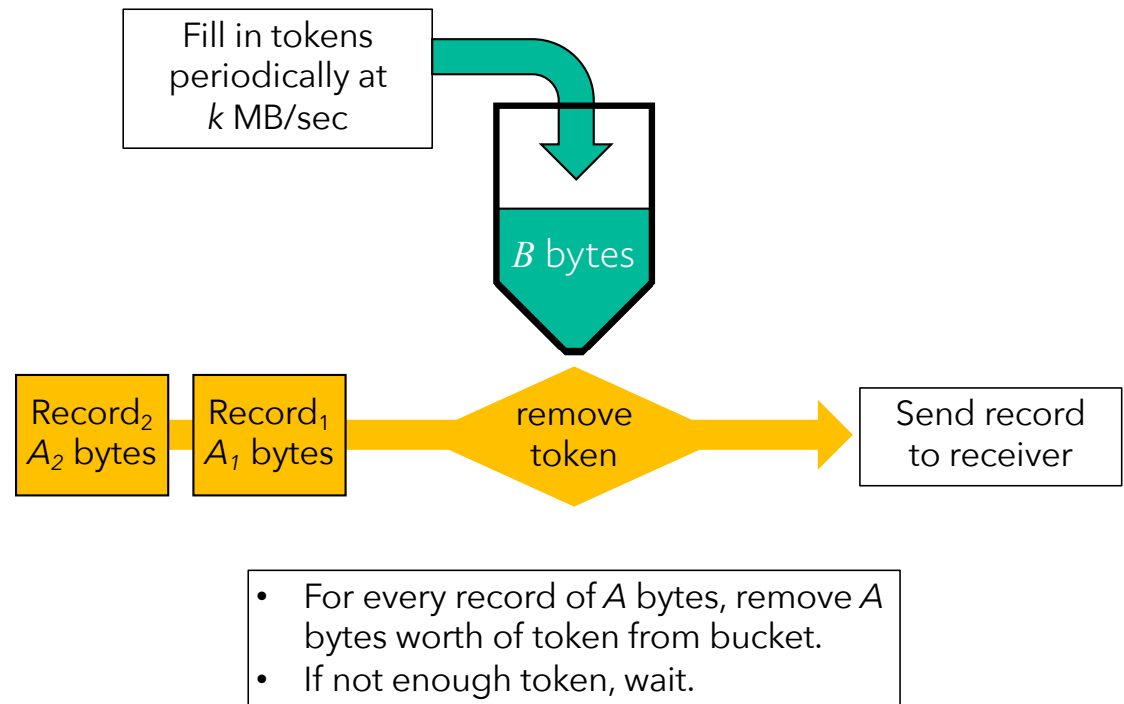 Fill in tokens
periodically at
k MB/sec
B bytes
Record₂
A₂ bytes
Record₁
A₁ bytes
remove
token
Send record
to receiver
• For every record of A bytes, remove A
bytes worth of token from bucket.
• If not enough token, wait.